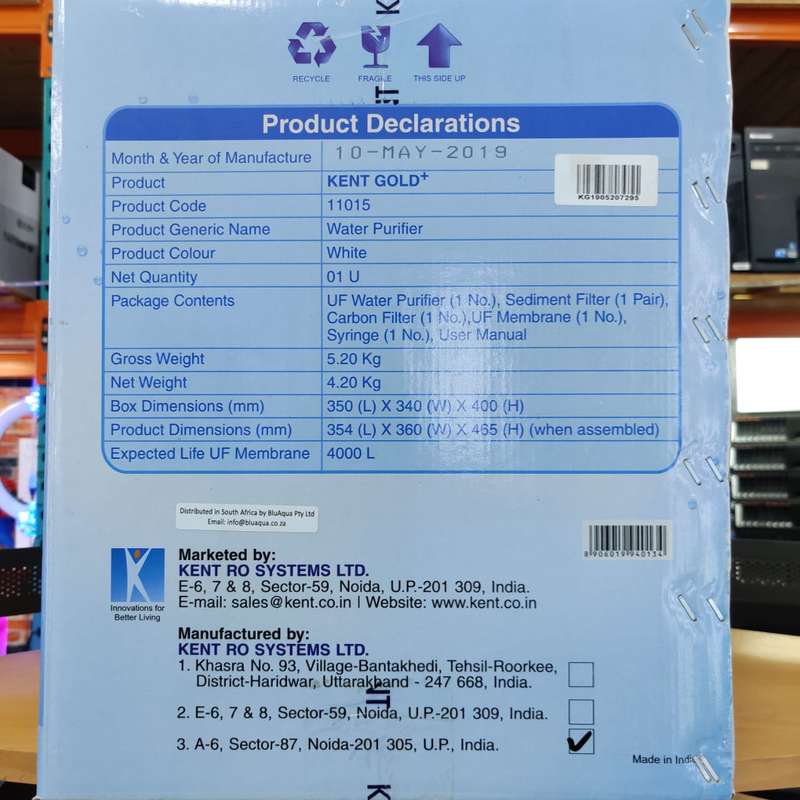 RECYCLE FRAGILE THIS SIDE UP
Product Declarations
Month & Year of Manufacture 10-MAY-2019
Product KENT GOLD+
KG1905207295
Product Code 11015
Product Generic Name Water Purifier
Product Colour White
Net Quantity 01 U
Package Contents UF Water Purifier (1 No.), Sediment Filter (1 Pair),
Carbon Filter (1 No.),UF Membrane (1 No.),
Syringe (1 No.), User Manual
Gross Weight 5.20 Kg
Net Weight 4.20 Kg
Box Dimensions (mm) 350 (L) X 340 (W) X 400 (H)
Product Dimensions (mm) 354 (L) X 360 (W) X 465 (H) (when assembled)
Expected Life UF Membrane 4000 L
Distributed in South Africa by BluAqua Pty Ltd
Email: info@bluaqua.co.za
8906019940134
Innovations for
Better Living
Marketed by:
KENT RO SYSTEMS LTD.
E-6, 7 & 8, Sector-59, Noida, U.P.-201 309, India.
E-mail: sales@kent.co.in | Website: www.kent.co.in
Manufactured by:
KENT RO SYSTEMS LTD.
1. Khasra No. 93, Village-Bantakhedi, Tehsil-Roorkee,
District-Haridwar, Uttarakhand - 247 668, India.
2. E-6, 7 & 8, Sector-59, Noida, U.P.-201 309, India.
3. A-6, Sector-87, Noida-201 305, U.P., India.
Made in India